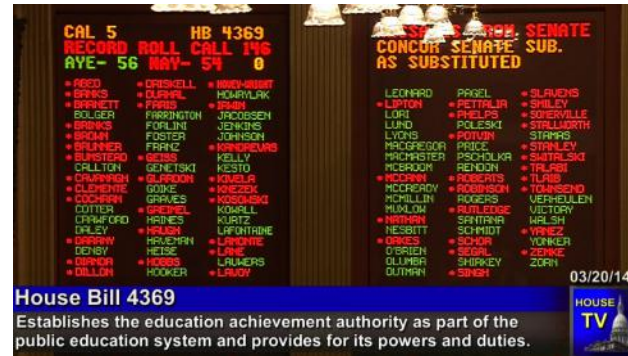 CAL 5 HB 4369
RECORD ROLL CALL 146
AYE- 56 NAY- 54 0
* ABED * DRISKELL * HOVEY-WRIGHT
* BANKS * DURHAL HOWRYLAK
* BARNETT * FARIS * IRWIN
BOLGER FARRINGTON JACOBSEN
* BRINKS FORLINI JENKINS
* BROWN FOSTER JOHNSON
* BRUNNER FRANZ * KANDREVAS
* BUMSTEAD * GEISS KELLY
CALLTON GENETSKI KESTO
* CAVANAGH * GLARDON * KIVELA
* CLEMENTE GOIKE * KNEZEK
* COCHRAN GRAVES * KOSOWSKI
COTTER * GREIMEL KOWALL
CRAWFORD HAINES KURTZ
DALEY * HAUGH LAFONTAINE
* DARANY HAVEMAN * LAMONTE
DENBY HEISE * LANE
* DIANDA * HOBBS LAUWERS
* DILLON HOOKER * LAVOY
SENATE
CONCUR SENATE SUB.
AS SUBSTITUTED
LEONARD PAGEL * SLAVENS
* LIPTON * PETTALIA * SMILEY
LORI * PHELPS * SOMERVILLE
LUND POLESKI * STALLWORTH
LYONS * POTVIN STAMAS
MACGREGOR PRICE * STANLEY
MACMASTER PSCHOLKA * SWITALSKI
MCBROOM RENDON * TALABI
* MCCANN * ROBERTS * TLAIB
MCCREADY * ROBINSON * TOWNSEND
MCMILLIN ROGERS VERHEULEN
MUXLOW * RUTLEDGE VICTORY
* NATHAN SANTANA WALSH
NESBITT SCHMIDT * YANEZ
* OAKES * SCHOR YONKER
O'BRIEN * SEGAL * ZEMKE
OLUMBA SHIRKEY ZORN
OUTMAN * SINGH
03/20/14
House Bill 4369
Establishes the education achievement authority as part of the
public education system and provides for its powers and duties.
HOUSE
TV